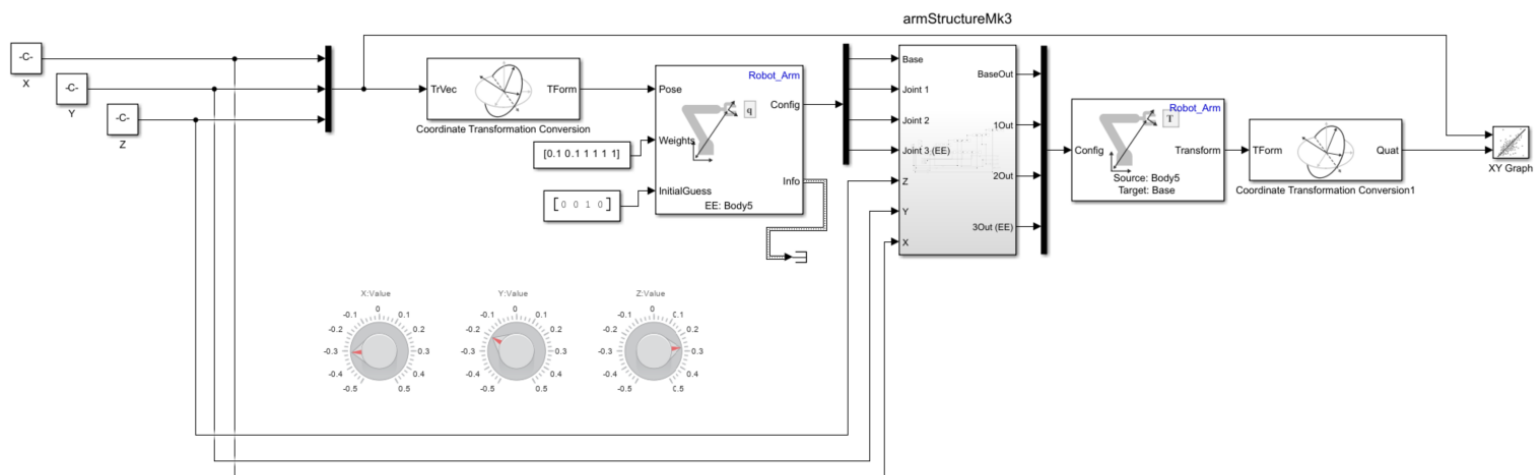 armStructureMk3
-C-
X
-C-
Y
-C-
Z
TrVec
TForm
Coordinate Transformation Conversion
[0.1 0.1 1 1 1 1]
[0 0 1 0]
Robot_Arm
Pose
Config
Weights
Info
InitialGuess
q
EE: Body5
Base
Joint 1
Joint 2
Joint 3 (EE)
Z
Y
X
BaseOut
1Out
2Out
3Out (EE)
Robot_Arm
T
Config
Transform
Source: Body5
Target: Base
TForm
Quat
Coordinate Transformation Conversion1
XY Graph
X:Value
0
-0.1 0.1
-0.2 0.2
-0.3 0.3
-0.4 0.4
-0.5 0.5
Y:Value
0
-0.1 0.1
-0.2 0.2
-0.3 0.3
-0.4 0.4
-0.5 0.5
Z:Value
0
-0.1 0.1
-0.2 0.2
-0.3 0.3
-0.4 0.4
-0.5 0.5